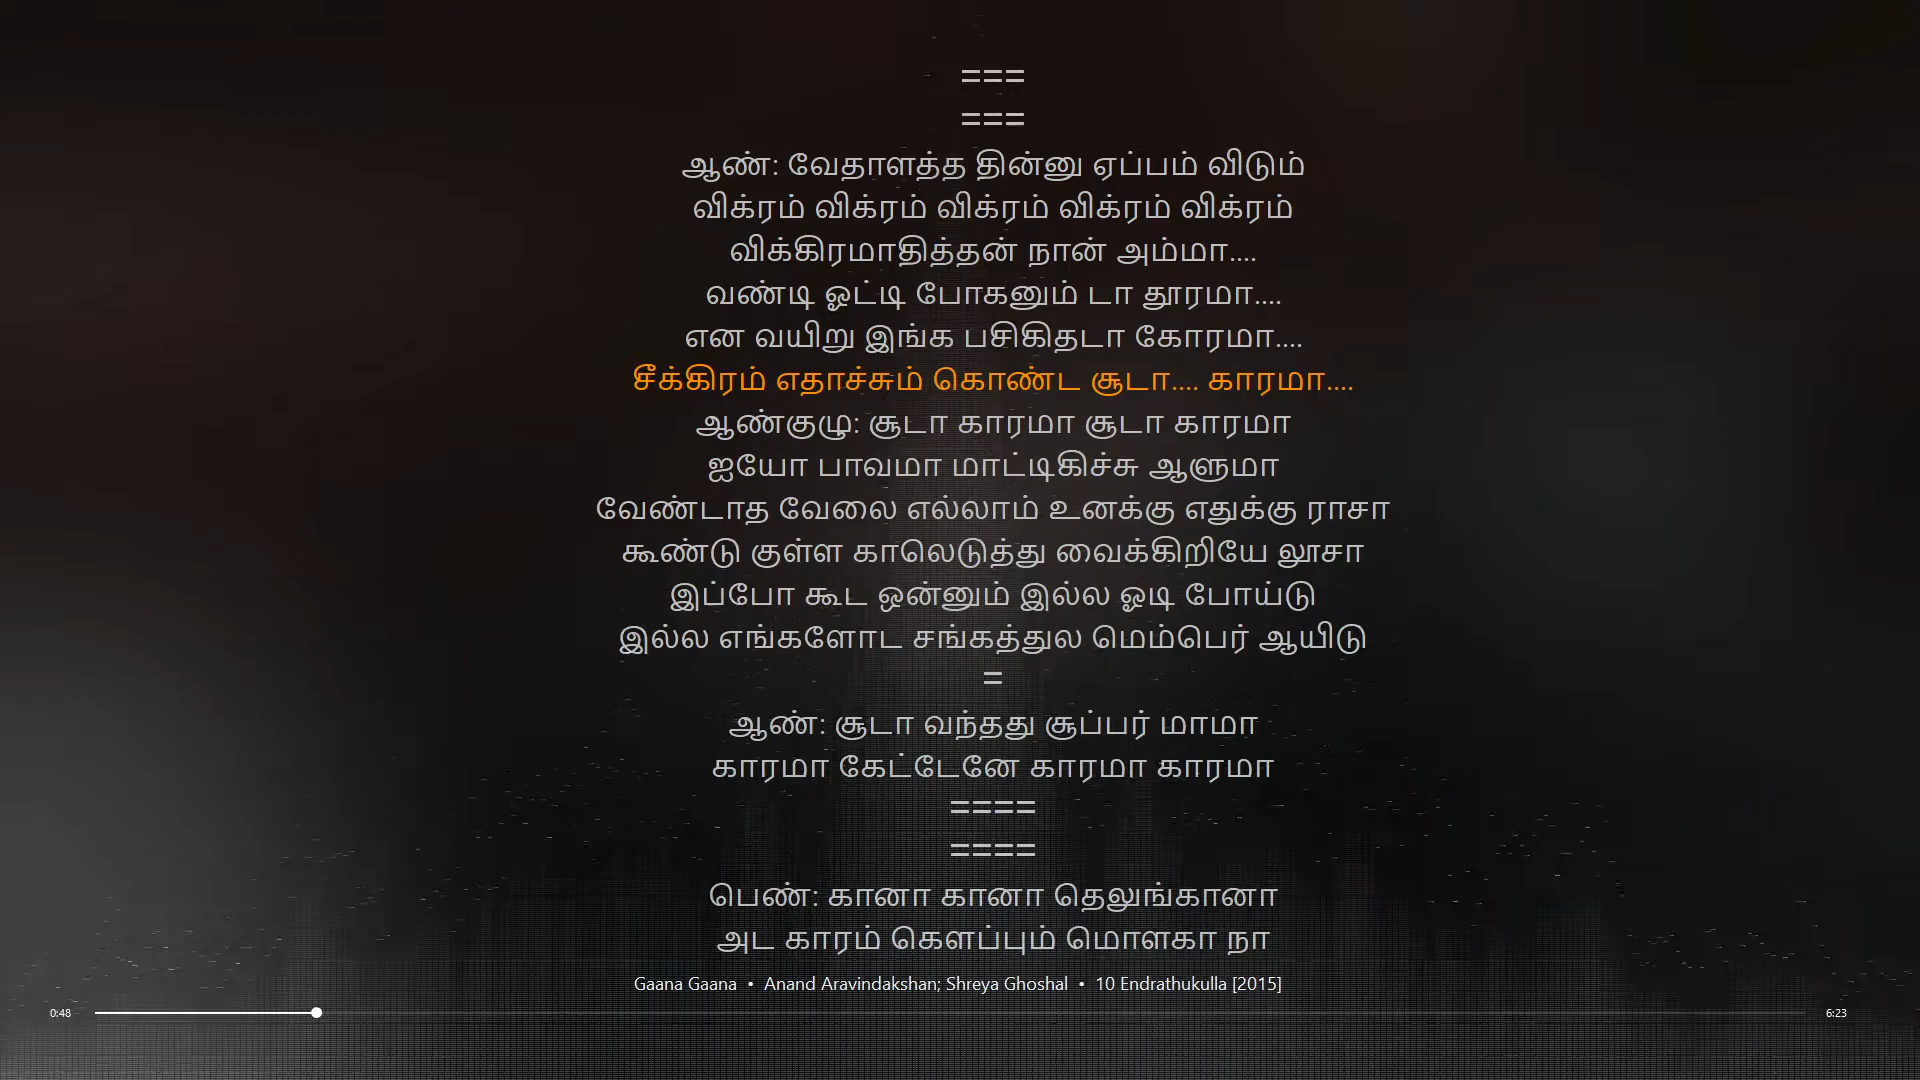 ===
===
ஆண்: வேதாளத்த தின்னு ஏப்பம் விடும்
விக்ரம் விக்ரம் விக்ரம் விக்ரம் விக்ரம்
விக்கிரமாதித்தன் நான் அம்மா....
வண்டி ஓட்டி போகனும் டா தூரமா....
என வயிறு இங்க பசிகிதடா கோரமா....
சீக்கிரம் எதாச்சும் கொண்ட சூடா.... காரமா....
ஆண்குழு: சூடா காரமா சூடா காரமா
ஐயோ பாவமா மாட்டிகிச்சு ஆளுமா
வேண்டாத வேலை எல்லாம் உனக்கு எதுக்கு ராசா
கூண்டு குள்ள காலெடுத்து வைக்கிறியே லூசா
இப்போ கூட ஒன்னும் இல்ல ஓடி போய்டு
இல்ல எங்களோட சங்கத்துல மெம்பெர் ஆயிடு
=
ஆண்: சூடா வந்தது சூப்பர் மாமா
காரமா கேட்டேனே காரமா காரமா
====
====
பெண்: கானா கானா தெலுங்கானா
அட காரம் கெளப்பும் மொளகா நா
Gaana Gaana • Anand Aravindakshan; Shreya Ghoshal • 10 Endrathukulla [2015]
0:48
6:23